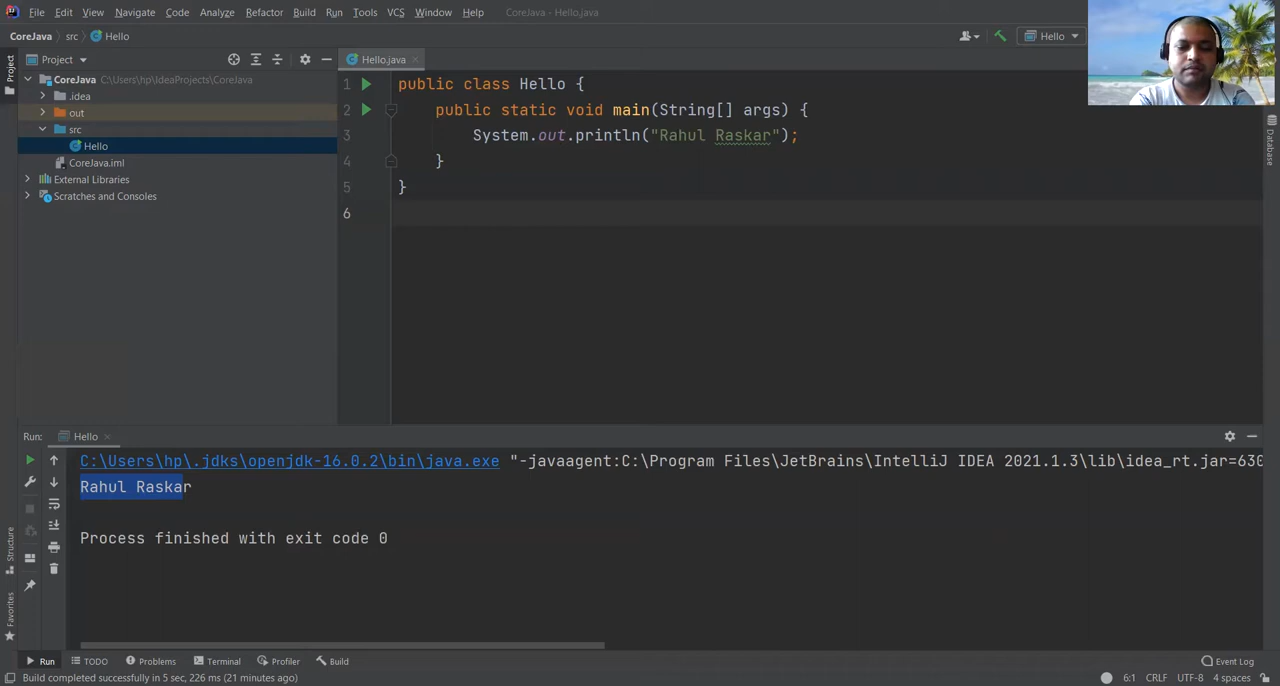 File Edit View Navigate Code Analyze Refactor Build Run Tools VCS Window Help CoreJava - Hello.java
CoreJava src Hello Hello
Project Hello.java
Project
CoreJava C:\Users\hp\IdeaProjects\CoreJava
.idea
out
src
Hello
CoreJava.iml
External Libraries
Scratches and Consoles
1 public class Hello {
2 public static void main(String[] args) {
3 System.out.println("Rahul Raskar");
4 }
5 }
6
Database
Run: Hello
C:\Users\hp\.jdks\openjdk-16.0.2\bin\java.exe "-javaagent:C:\Program Files\JetBrains\IntelliJ IDEA 2021.1.3\lib\idea_rt.jar=630
Rahul Raskar
Process finished with exit code 0
Structure
Favorites
Run TODO Problems Terminal Profiler Build Event Log
Build completed successfully in 5 sec, 226 ms (21 minutes ago) 6:1 CRLF UTF-8 4 spaces